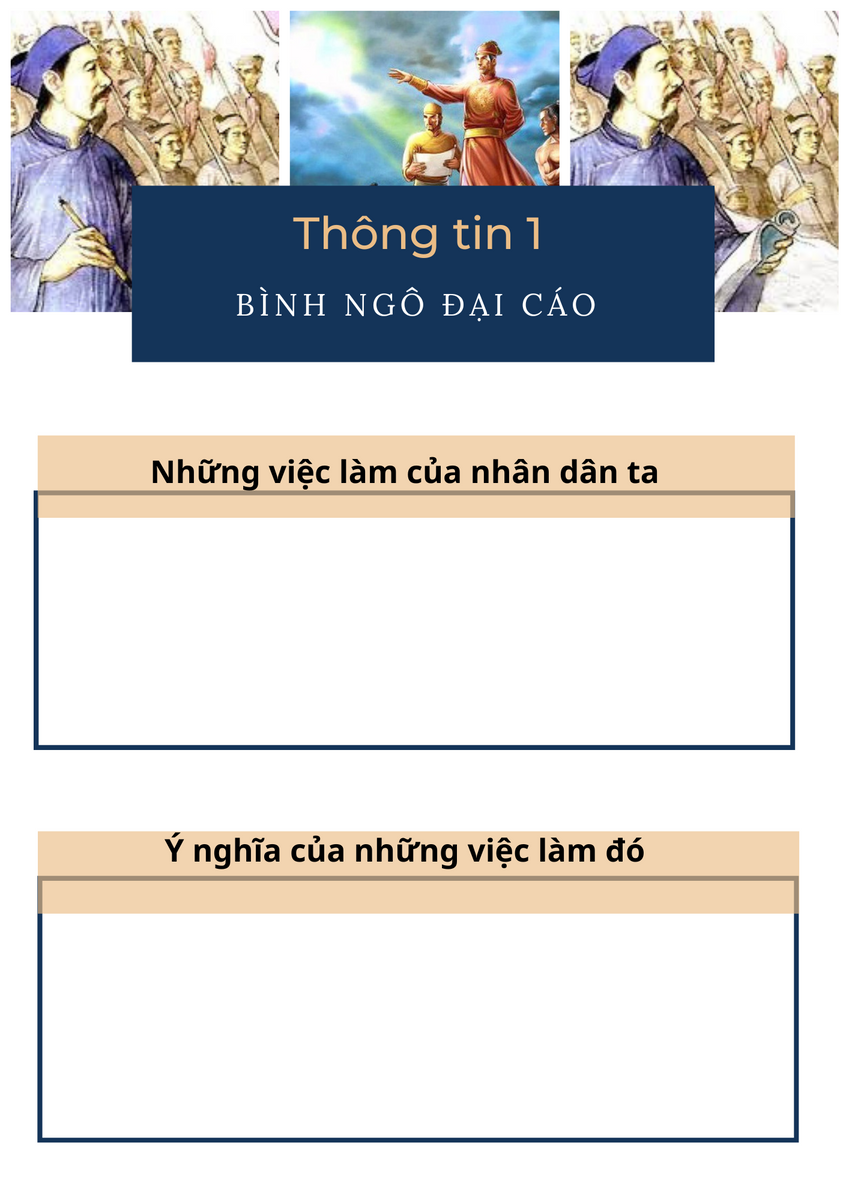 Thông tin 1
BÌNH NGÔ ĐẠI CÁO
Những việc làm của nhân dân ta
Ý nghĩa của những việc làm đó